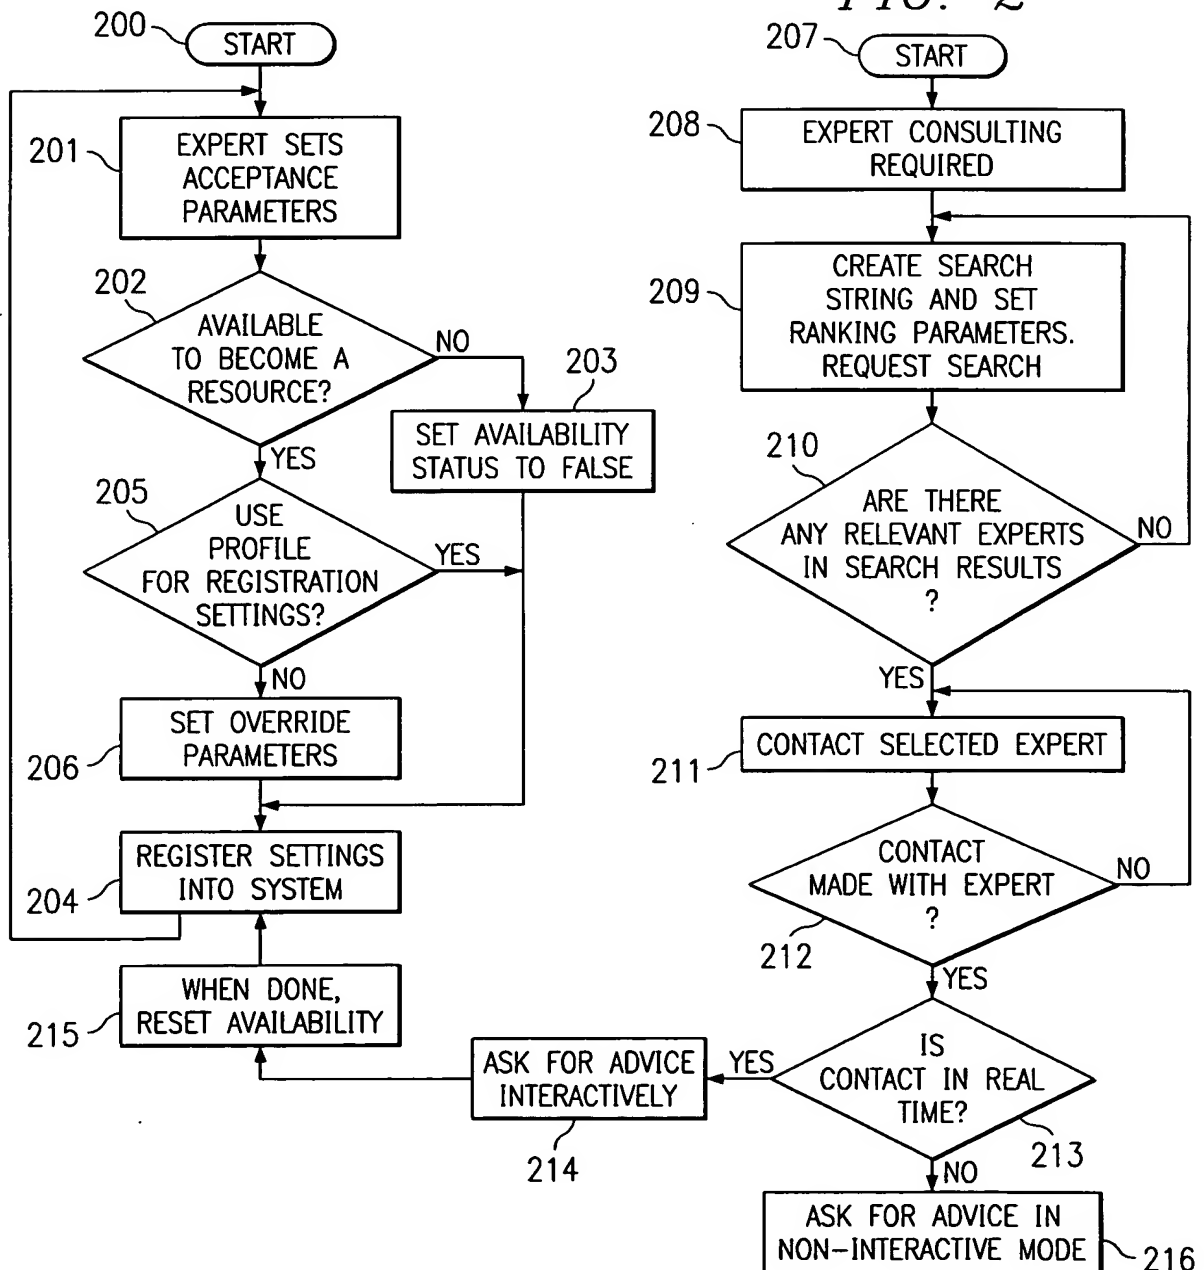 FIG. 2
200
START
201
EXPERT SETS
ACCEPTANCE
PARAMETERS
202
AVAILABLE
TO BECOME A
RESOURCE?
NO
YES
203
SET AVAILABILITY
STATUS TO FALSE
205
USE
PROFILE
FOR REGISTRATION
SETTINGS?
YES
NO
206
SET OVERRIDE
PARAMETERS
204
REGISTER SETTINGS
INTO SYSTEM
215
WHEN DONE,
RESET AVAILABILITY
207
START
208
EXPERT CONSULTING
REQUIRED
209
CREATE SEARCH
STRING AND SET
RANKING PARAMETERS.
REQUEST SEARCH
210
ARE THERE
ANY RELEVANT EXPERTS
IN SEARCH RESULTS
?
NO
YES
211
CONTACT SELECTED EXPERT
CONTACT
MADE WITH EXPERT
?
NO
212
YES
IS
CONTACT IN REAL
TIME?
213
YES
ASK FOR ADVICE
INTERACTIVELY
214
NO
ASK FOR ADVICE IN
NON-INTERACTIVE MODE
216